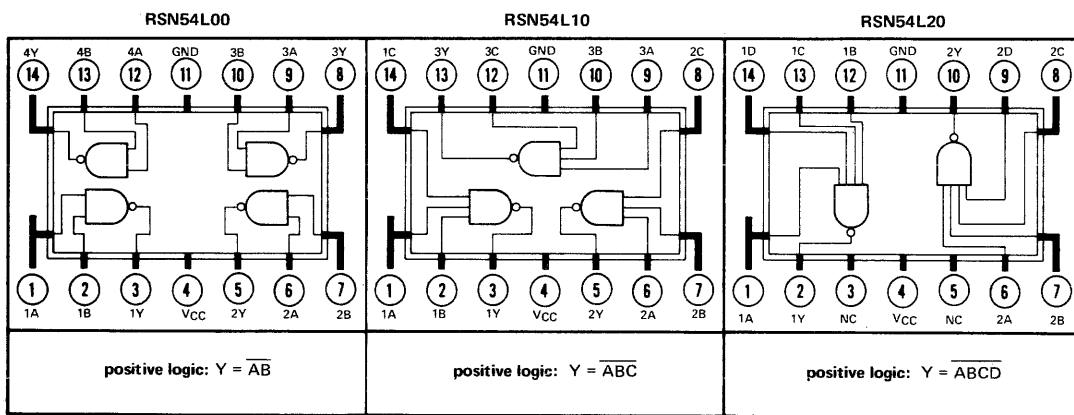 RSN54L00 RSN54L10 RSN54L20
4Y 4B 4A GND 3B 3A 3Y 1C 3Y 3C GND 3B 3A 2C 1D 1C 1B GND 2Y 2D 2C
14 13 12 11 10 9 8 14 13 12 11 10 9 8 14 13 12 11 10 9 8
1 2 3 4 5 6 7 1 2 3 4 5 6 7 1 2 3 4 5 6 7
1A 1B 1Y VCC 2Y 2A 2B 1A 1B 1Y VCC 2Y 2A 2B 1A 1Y NC VCC NC 2A 2B
positive logic: Y = A̅B̅ positive logic: Y = A̅B̅C̅ positive logic: Y = A̅B̅C̅D̅